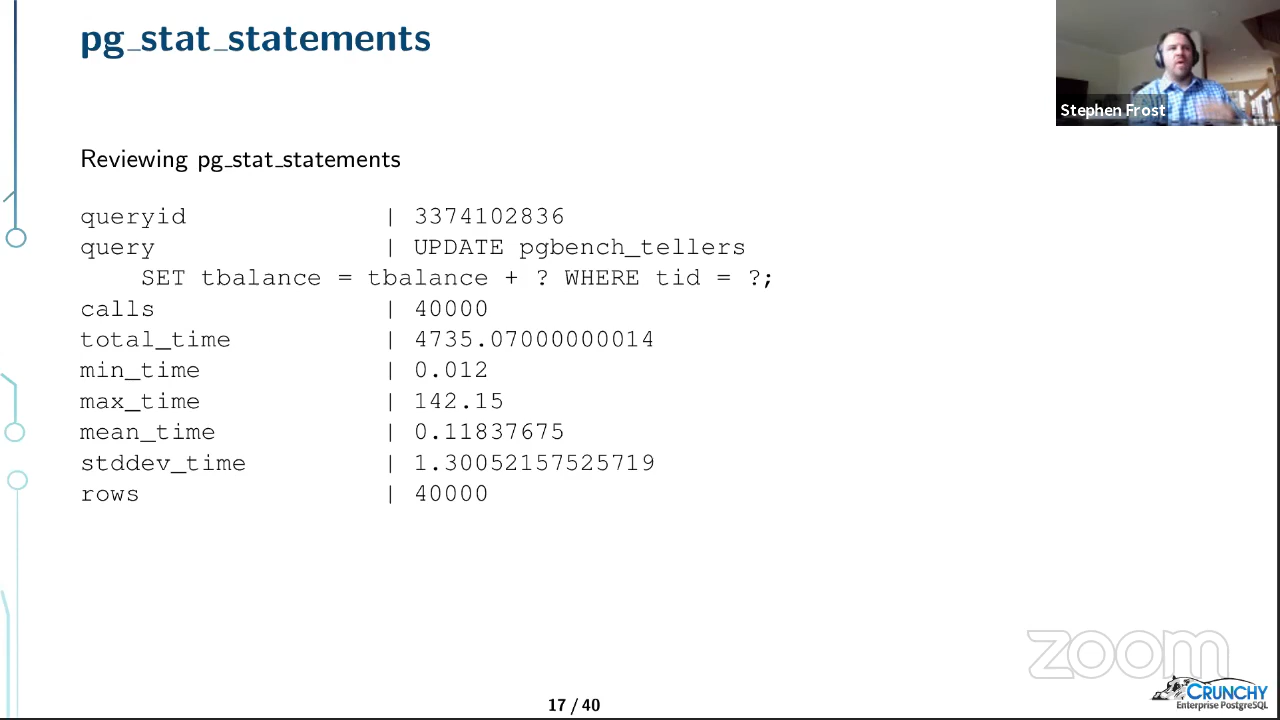 pg_stat_statements
Stephen Frost
Reviewing pg_stat_statements
queryid | 3374102836
query | UPDATE pgbench_tellers
SET tbalance = tbalance + ? WHERE tid = ?;
calls | 40000
total_time | 4735.07000000014
min_time | 0.012
max_time | 142.15
mean_time | 0.11837675
stddev_time | 1.30052157525719
rows | 40000
zoom
CRUNCHY
Enterprise PostgreSQL
17 / 40